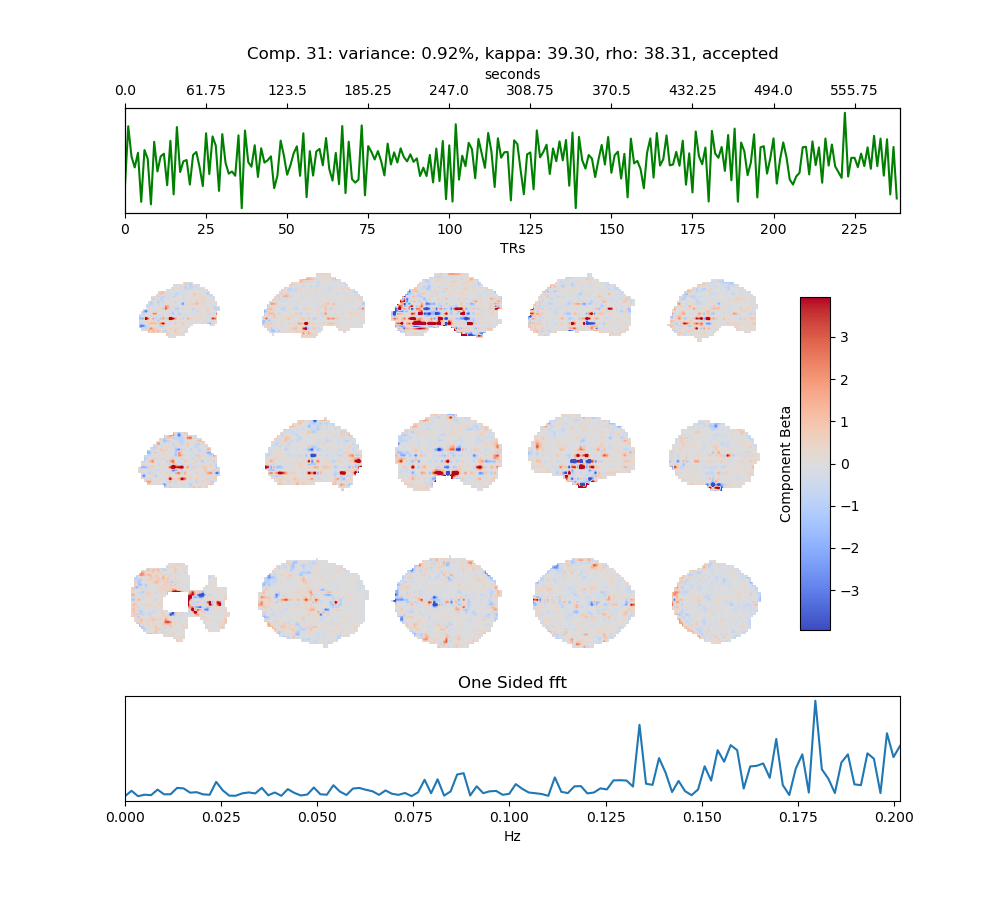 Comp. 31: variance: 0.92%, kappa: 39.30, rho: 38.31, accepted
seconds
0.0 61.75 123.5 185.25 247.0 308.75 370.5 432.25 494.0 555.75
0 25 50 75 100 125 150 175 200 225
TRs
3
2
1
0
−1
−2
−3
Component Beta
One Sided fft
0.000 0.025 0.050 0.075 0.100 0.125 0.150 0.175 0.200
Hz